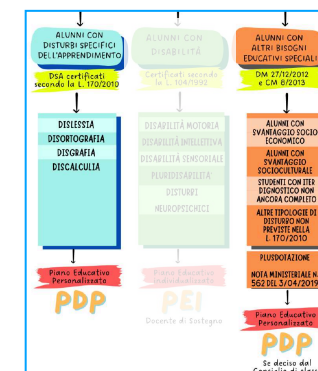 ALUNNI CON
DISTURBI SPECIFICI
DELL'APPRENDIMENTO
DSA certificati
secondo la L. 170/2010
DISLESSIA
DISORTOGRAFIA
DISGRAFIA
DISCALCULIA
Piano Educativo
Personalizzato
PDP
ALUNNI CON
DISABILITÀ
Certificati secondo
la L. 104/1992
DISABILITÀ MOTORIA
DISABILITÀ INTELLETTIVA
DISABILITÀ SENSORIALE
PLURIDISABILITA'
DISTURBI
NEUROPSICHICI
Piano Educativo
Individualizzato
PEI
Docente di Sostegno
ALUNNI CON
ALTRI BISOGNI
EDUCATIVI SPECIALI
DM 27/12/2012
e CM 8/2013
ALUNNI CON
SVANTAGGIO SOCIO
ECONOMICO
ALUNNI CON
SVANTAGGIO
SOCIOCULTURALE
STUDENTI CON ITER
DIGNOSTICO NON
ANCORA COMPLETO
ALTRE TIPOLOGIE DI
DISTURBO NON
PREVISTE NELLA
L. 170/2010
PLUSDOTAZIONE
NOTA MINISTERIALE N.
562 DEL 3/04/2019
Piano Educativo
Personalizzato
PDP
Se deciso dal
Consiglio di